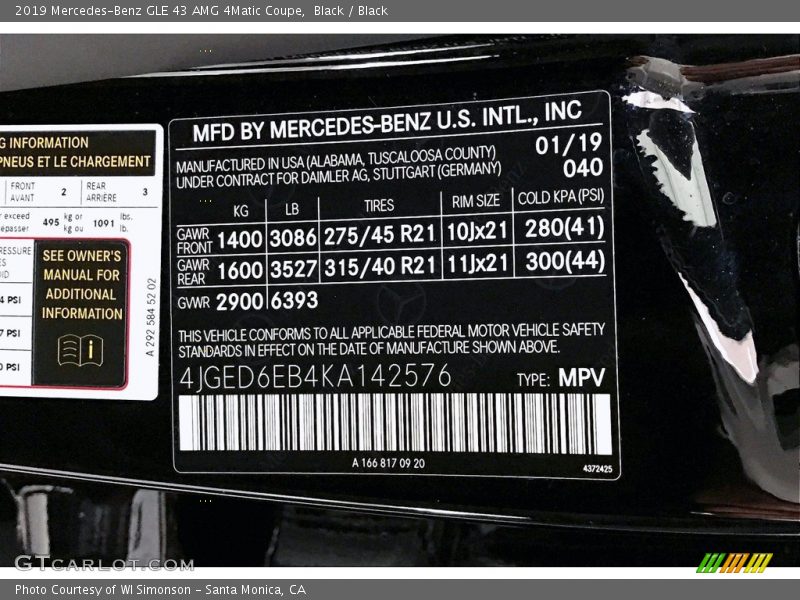 2019 Mercedes-Benz GLE 43 AMG 4Matic Coupe, Black / Black
G INFORMATION
PNEUS ET LE CHARGEMENT
FRONT AVANT 2 REAR ARRIÈRE 3
exceed 495 kg or kg ou 1091 lbs. lb.
SEE OWNER'S
MANUAL FOR
ADDITIONAL
INFORMATION
PSI
PSI
PSI
A 292 584 52 02
MFD BY MERCEDES-BENZ U.S. INTL., INC
MANUFACTURED IN USA (ALABAMA, TUSCALOOSA COUNTY) 01/19
UNDER CONTRACT FOR DAIMLER AG, STUTTGART (GERMANY) 040
KG LB TIRES RIM SIZE COLD KPA (PSI)
GAWR FRONT 1400 3086 275/45 R21 10Jx21 280(41)
GAWR REAR 1600 3527 315/40 R21 11Jx21 300(44)
GVWR 2900 6393
THIS VEHICLE CONFORMS TO ALL APPLICABLE FEDERAL MOTOR VEHICLE SAFETY
STANDARDS IN EFFECT ON THE DATE OF MANUFACTURE SHOWN ABOVE.
4JGED6EB4KA142576 TYPE: MPV
A 166 817 09 20
4372425
GTcarlot.com
Photo Courtesy of WI Simonson - Santa Monica, CA